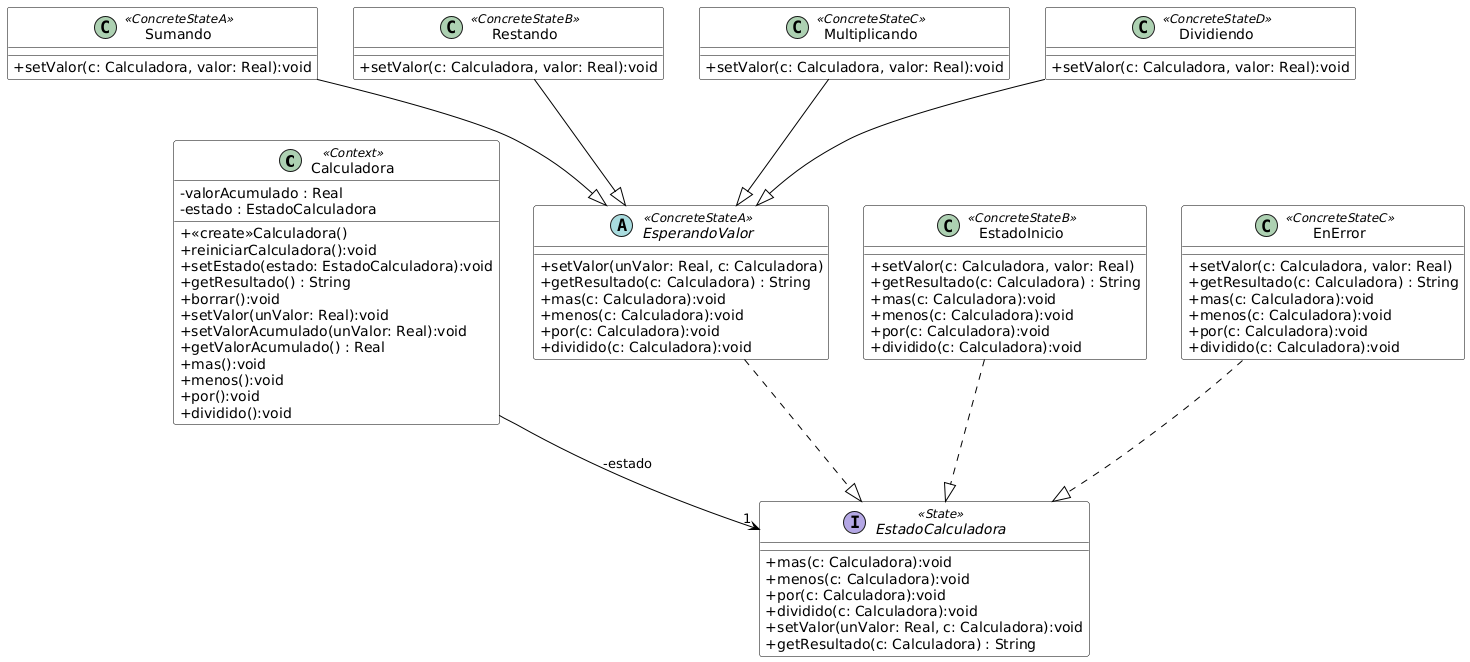 C «ConcreteStateA»
Sumando
+setValor(c: Calculadora, valor: Real):void
C «ConcreteStateB»
Restando
+setValor(c: Calculadora, valor: Real):void
C «ConcreteStateC»
Multiplicando
+setValor(c: Calculadora, valor: Real):void
C «ConcreteStateD»
Dividiendo
+setValor(c: Calculadora, valor: Real):void
C «Context»
Calculadora
-valorAcumulado : Real
-estado : EstadoCalculadora
+«create»Calculadora()
+reiniciarCalculadora():void
+setEstado(estado: EstadoCalculadora):void
+getResultado() : String
+borrar():void
+setValor(unValor: Real):void
+setValorAcumulado(unValor: Real):void
+getValorAcumulado() : Real
+mas():void
+menos():void
+por():void
+dividido():void
A «ConcreteStateA»
EsperandoValor
+setValor(unValor: Real, c: Calculadora)
+getResultado(c: Calculadora) : String
+mas(c: Calculadora):void
+menos(c: Calculadora):void
+por(c: Calculadora):void
+dividido(c: Calculadora):void
C «ConcreteStateB»
EstadoInicio
+setValor(c: Calculadora, valor: Real)
+getResultado(c: Calculadora) : String
+mas(c: Calculadora):void
+menos(c: Calculadora):void
+por(c: Calculadora):void
+dividido(c: Calculadora):void
C «ConcreteStateC»
EnError
+setValor(c: Calculadora, valor: Real)
+getResultado(c: Calculadora) : String
+mas(c: Calculadora):void
+menos(c: Calculadora):void
+por(c: Calculadora):void
+dividido(c: Calculadora):void
-estado
1
I «State»
EstadoCalculadora
+mas(c: Calculadora):void
+menos(c: Calculadora):void
+por(c: Calculadora):void
+dividido(c: Calculadora):void
+setValor(unValor: Real, c: Calculadora):void
+getResultado(c: Calculadora) : String